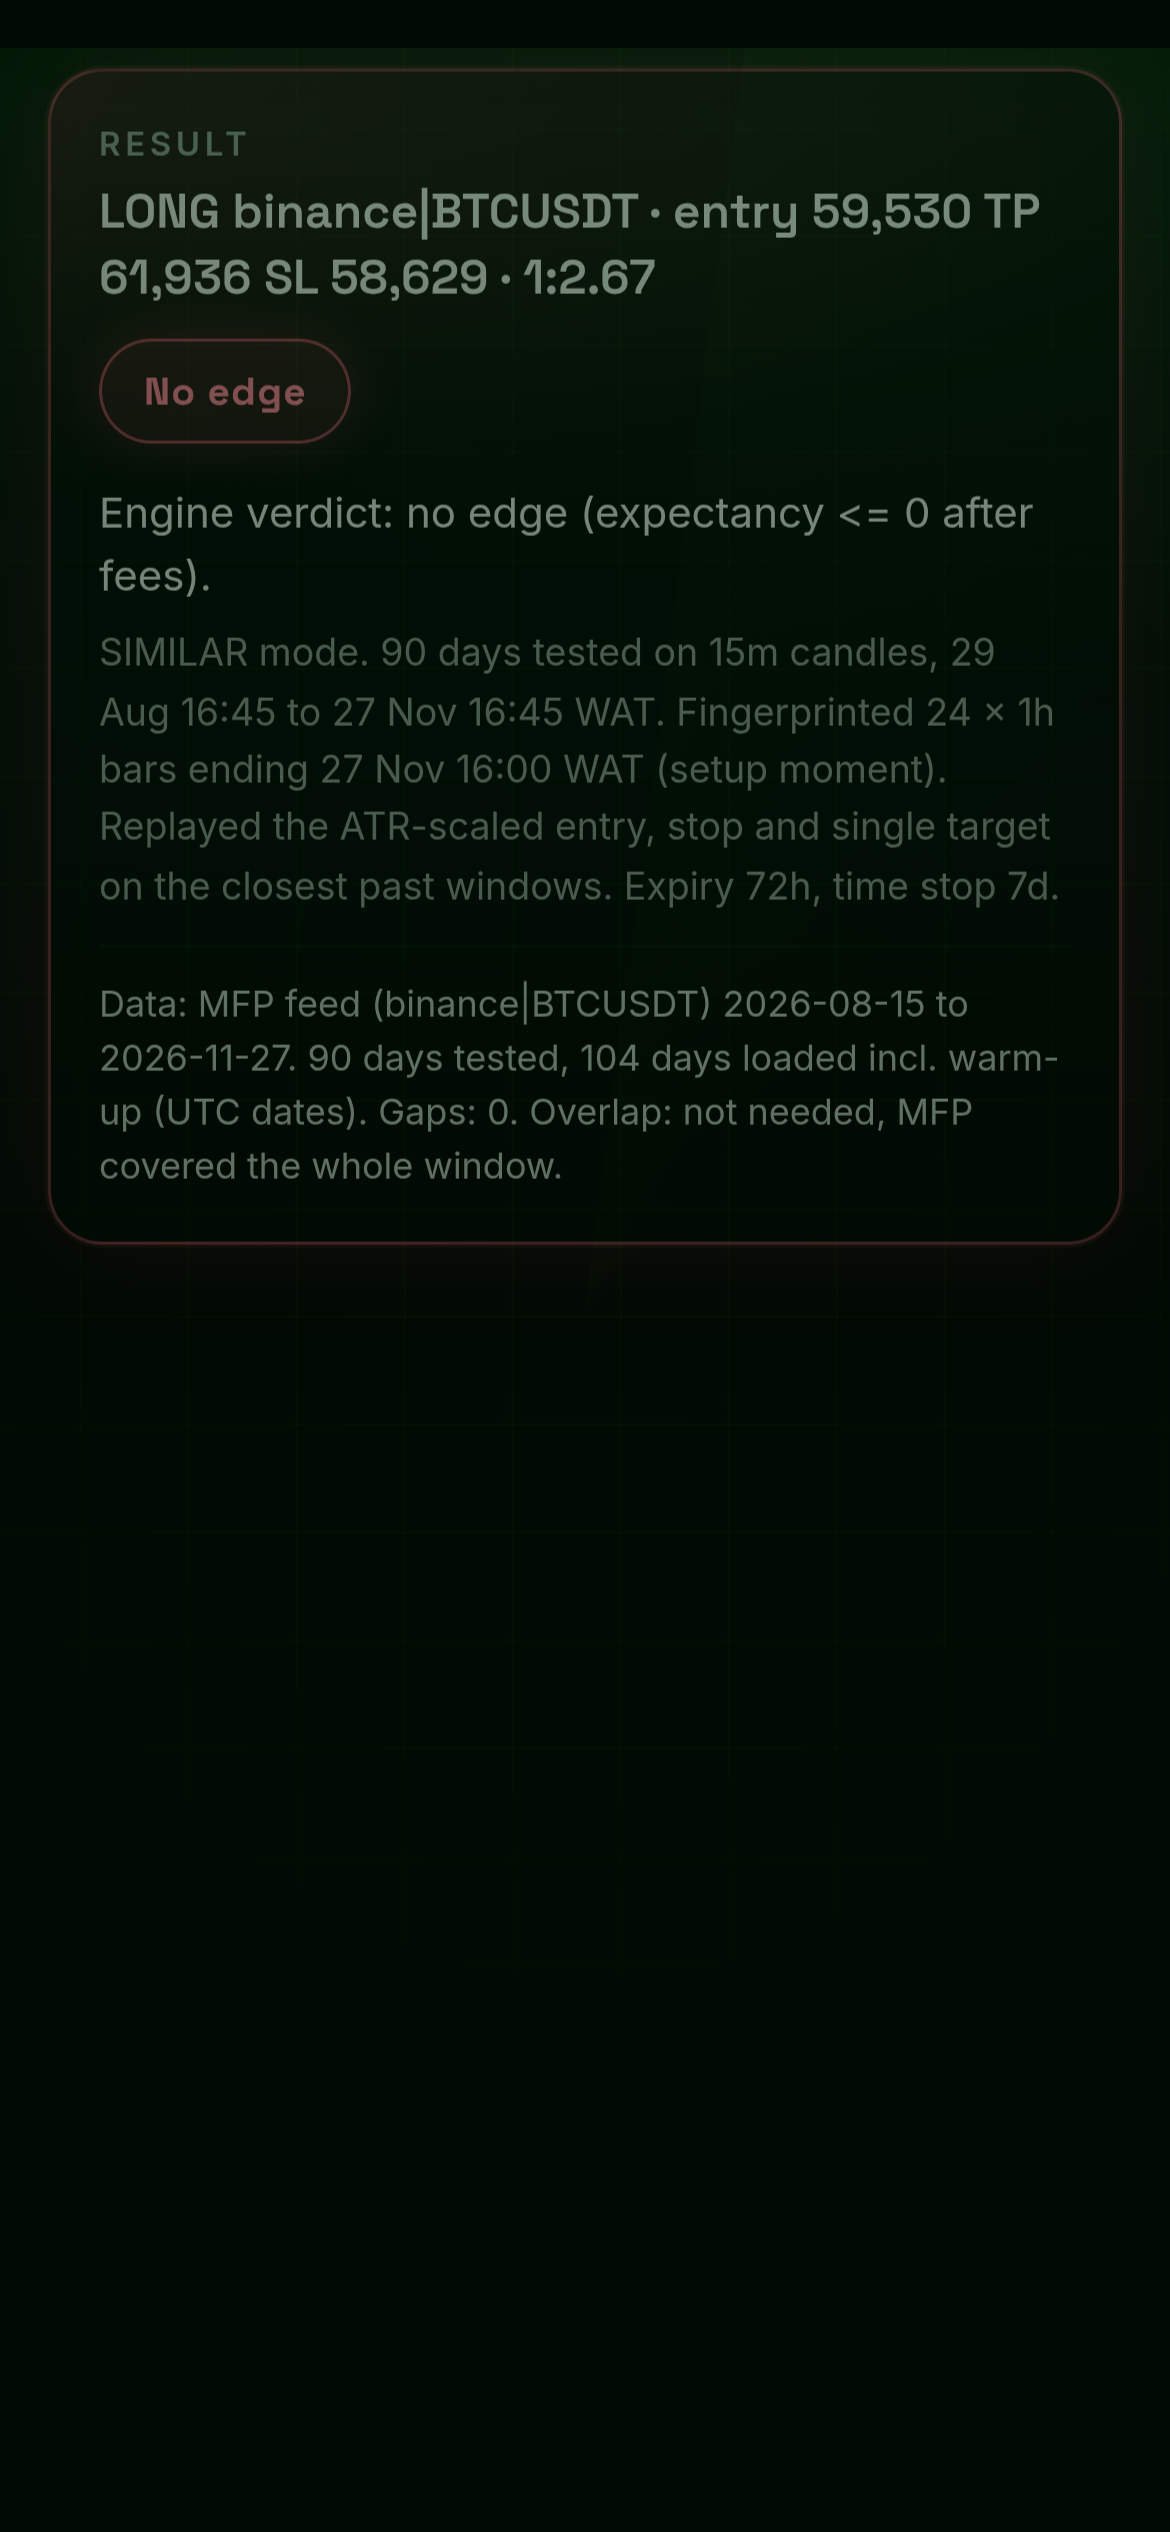 RESULT
LONG binance|BTCUSDT · entry 59,530 TP
61,936 SL 58,629 · 1:2.67
No edge
Engine verdict: no edge (expectancy <= 0 after
fees).
SIMILAR mode. 90 days tested on 15m candles, 29
Aug 16:45 to 27 Nov 16:45 WAT. Fingerprinted 24 × 1h
bars ending 27 Nov 16:00 WAT (setup moment).
Replayed the ATR-scaled entry, stop and single target
on the closest past windows. Expiry 72h, time stop 7d.
Data: MFP feed (binance|BTCUSDT) 2026-08-15 to
2026-11-27. 90 days tested, 104 days loaded incl. warm-
up (UTC dates). Gaps: 0. Overlap: not needed, MFP
covered the whole window.